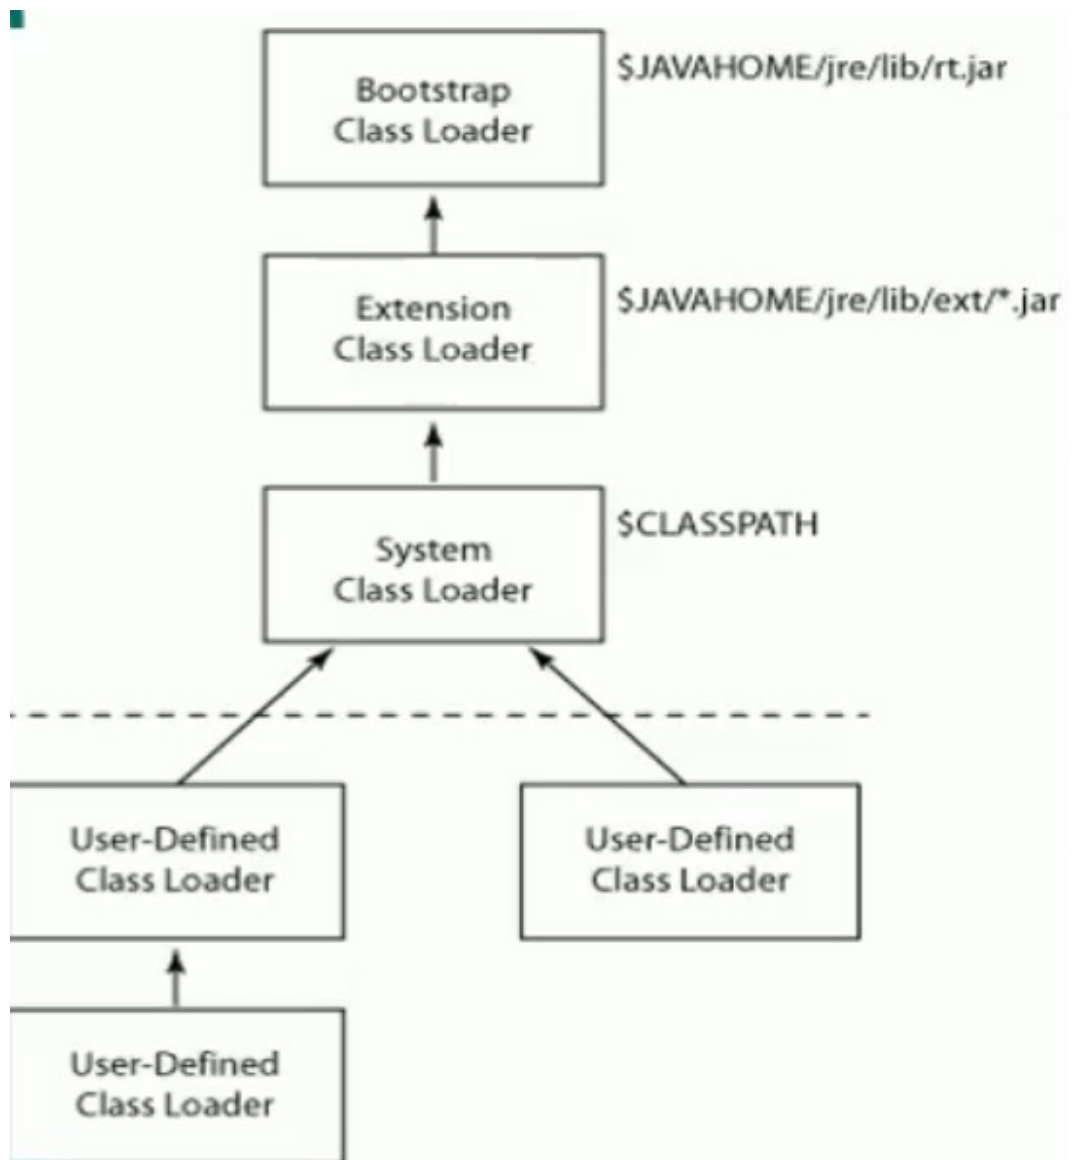 Bootstrap
Class Loader
$JAVAHOME/jre/lib/rt.jar
Extension
Class Loader
$JAVAHOME/jre/lib/ext/*.jar
System
Class Loader
$CLASSPATH
User-Defined
Class Loader
User-Defined
Class Loader
User-Defined
Class Loader